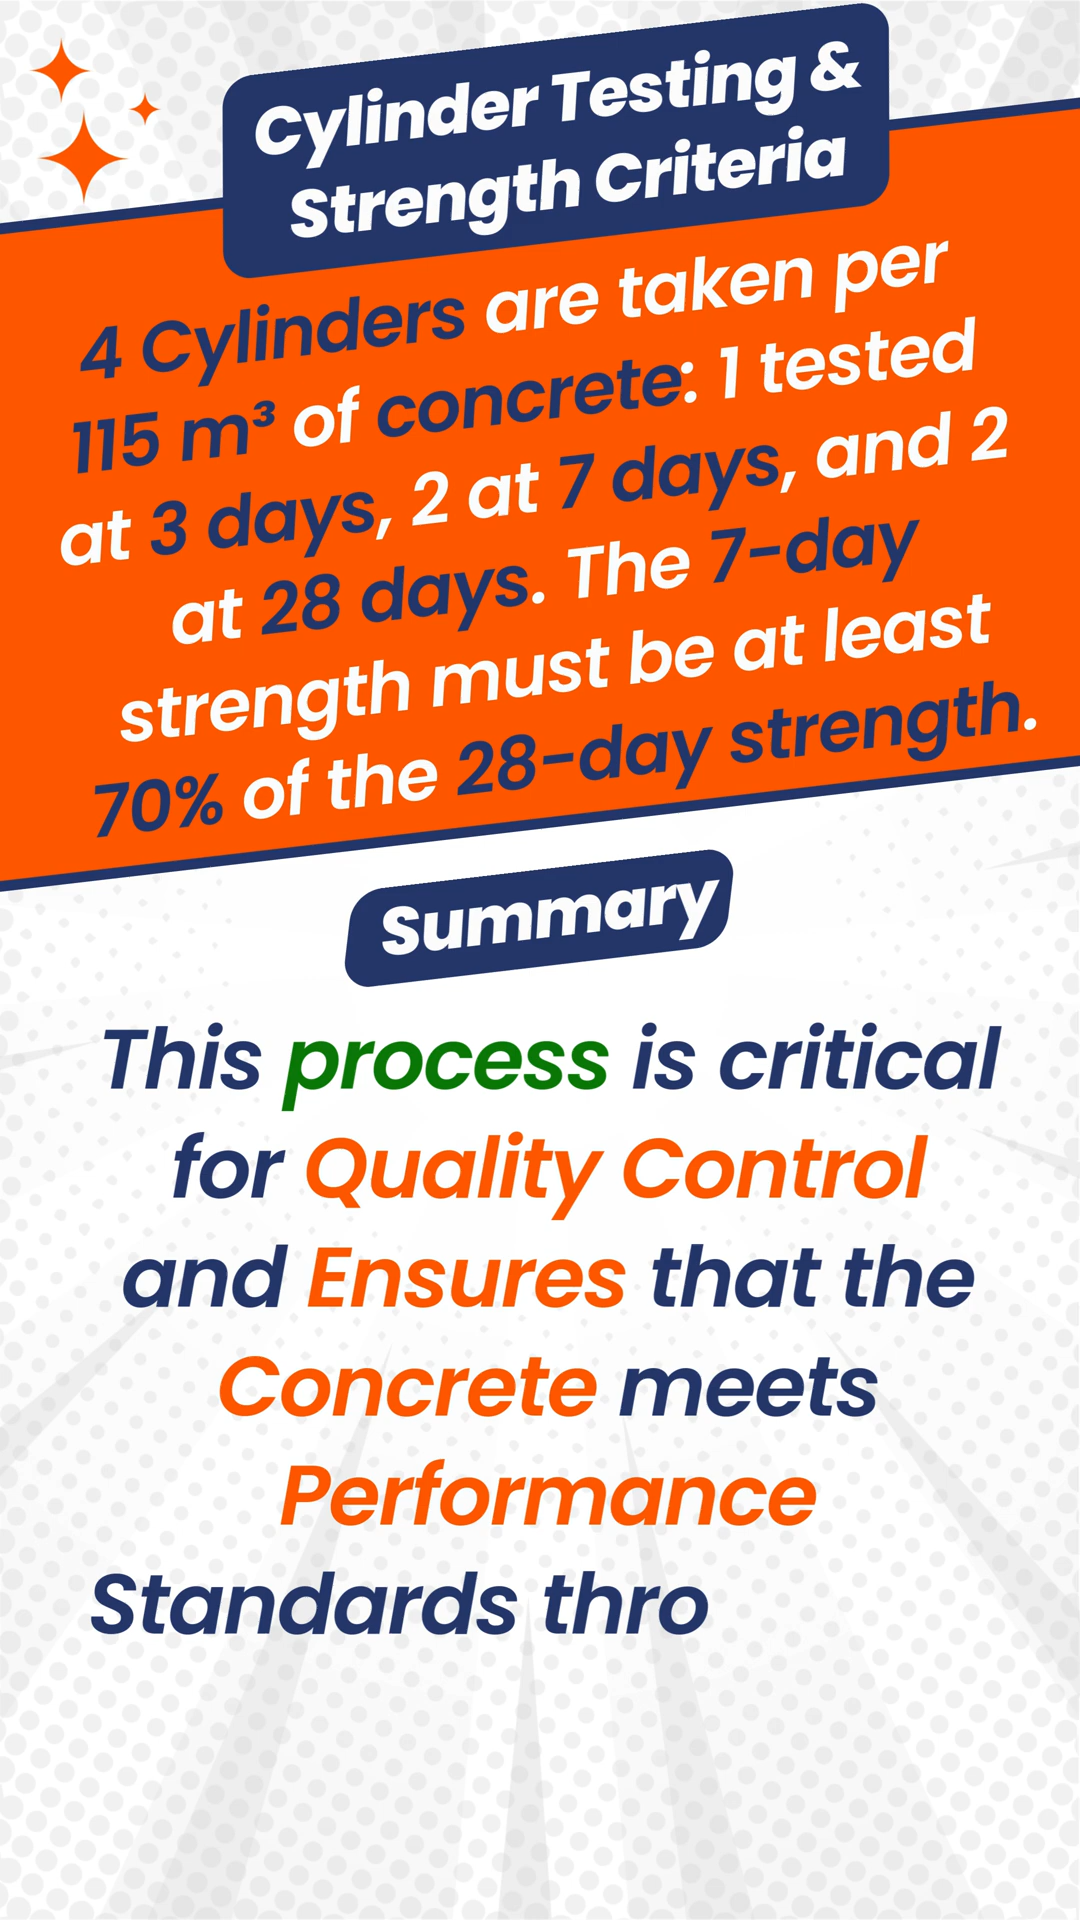 Cylinder Testing &
Strength Criteria
4 Cylinders are taken per
115 m³ of concrete: 1 tested
at 3 days, 2 at 7 days, and 2
at 28 days. The 7-day
strength must be at least
70% of the 28-day strength.
Summary
This process is critical
for Quality Control
and Ensures that the
Concrete meets
Performance
Standards thro